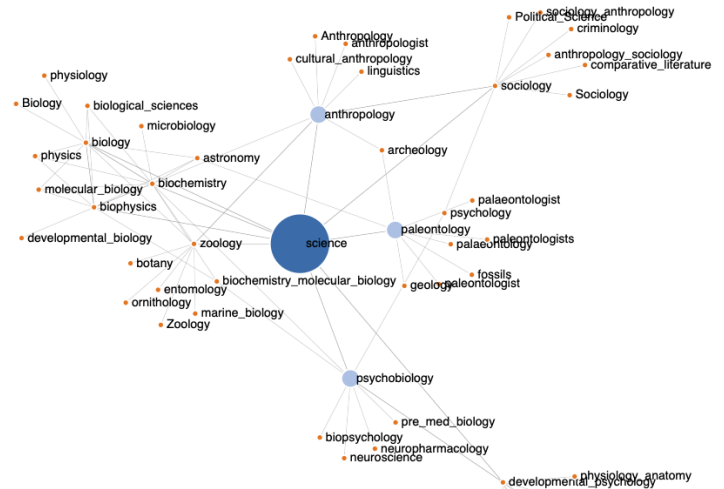 sociology_anthropology
Political_Science
criminology
Anthropology
anthropologist
cultural_anthropology
anthropology_sociology
comparative_literature
linguistics
physiology
sociology
Sociology
Biology
biological_sciences
anthropology
microbiology
biology
archeology
physics
astronomy
biochemistry
molecular_biology
palaeontologist
biophysics
psychology
paleontology
developmental_biology
zoology
science
palaeontology
paleontologists
botany
fossils
biochemistry_molecular_biology
geology
paleontologist
entomology
ornithology
marine_biology
Zoology
psychobiology
pre_med_biology
biopsychology
neuropharmacology
neuroscience
physiology_anatomy
developmental_psychology